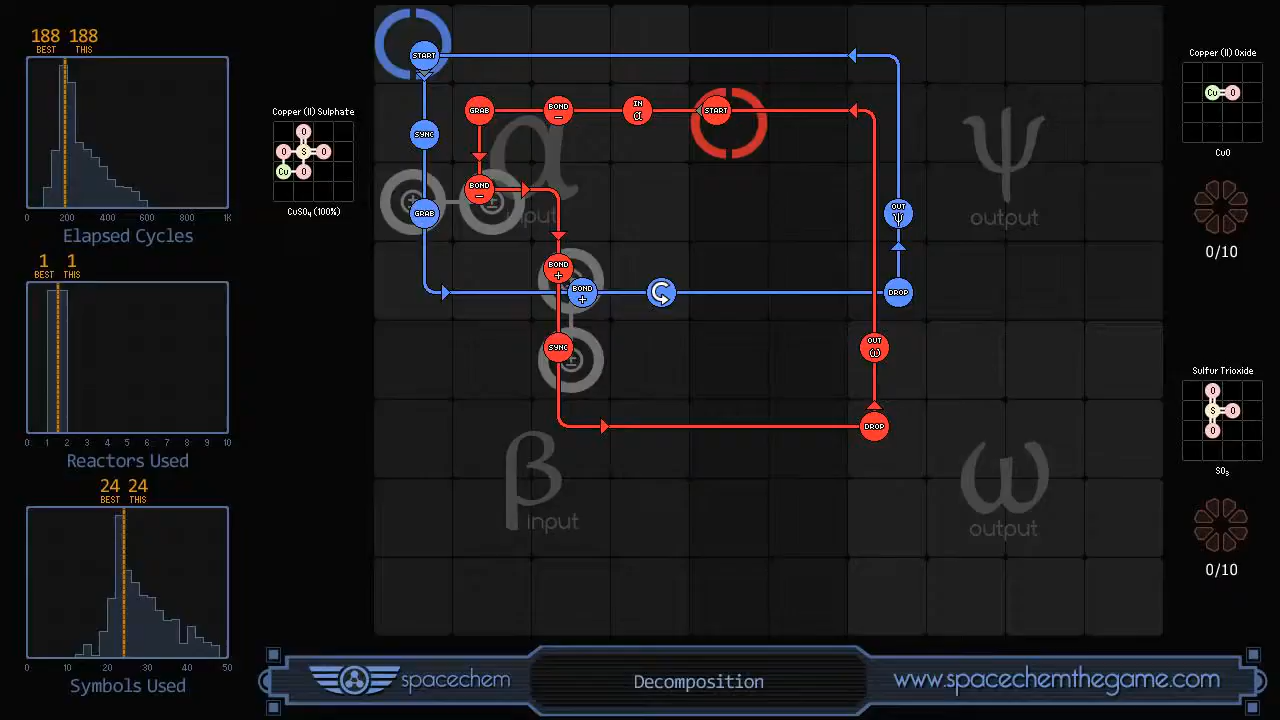 188 188
BEST THIS
0 200 400 600 800 1K
Elapsed Cycles
1 1
BEST THIS
0 1 2 3 4 5 6 7 8 9 10
Reactors Used
24 24
BEST THIS
0 10 20 30 40 50
Symbols Used
Copper (II) Sulphate
O
O S O
Cu O
CuSO₄ (100%)
START
SYNC
GRAB
GRAB
BOND –
IN α
START
BOND –
BOND +
BOND +
SYNC
DROP
OUT ω
DROP
OUT ψ
α
input
β
input
ψ
output
ω
output
Copper (II) Oxide
Cu O
CuO
0/10
Sulfur Trioxide
O
S O
O
SO₃
0/10
spacechem
Decomposition
www.spacechemthegame.com